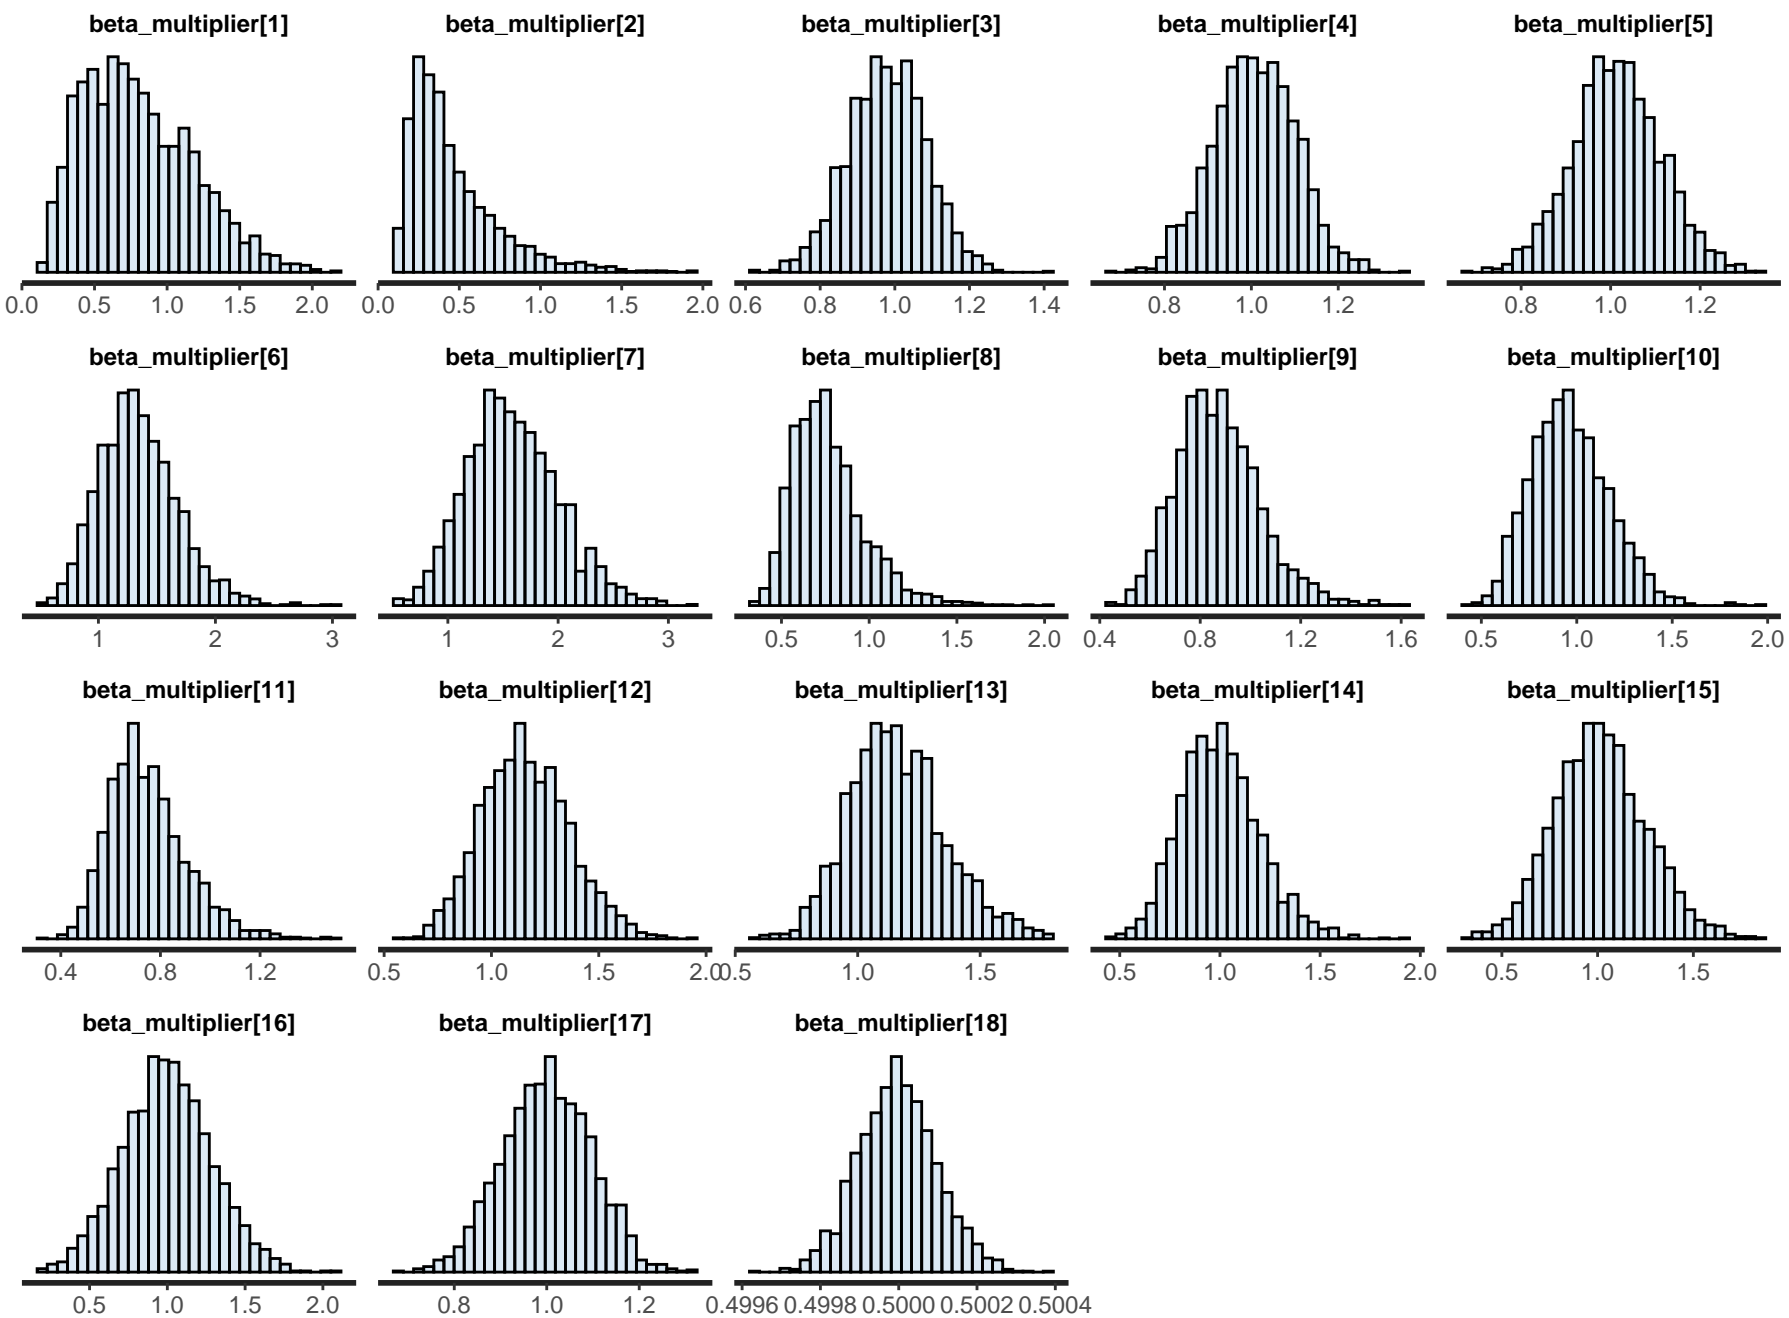 beta_multiplier[1] beta_multiplier[2] beta_multiplier[3] beta_multiplier[4] beta_multiplier[5]
0.0 0.5 1.0 1.5 2.0 0.0 0.5 1.0 1.5 2.0 0.6 0.8 1.0 1.2 1.4 0.8 1.0 1.2 0.8 1.0 1.2
beta_multiplier[6] beta_multiplier[7] beta_multiplier[8] beta_multiplier[9] beta_multiplier[10]
1 2 3 1 2 3 0.5 1.0 1.5 2.0 0.4 0.8 1.2 1.6 0.5 1.0 1.5 2.0
beta_multiplier[11] beta_multiplier[12] beta_multiplier[13] beta_multiplier[14] beta_multiplier[15]
0.4 0.8 1.2 0.5 1.0 1.5 2.0 0.5 1.0 1.5 0.5 1.0 1.5 2.0 0.5 1.0 1.5
beta_multiplier[16] beta_multiplier[17] beta_multiplier[18]
0.5 1.0 1.5 2.0 0.8 1.0 1.2 0.4996 0.4998 0.5000 0.5002 0.5004